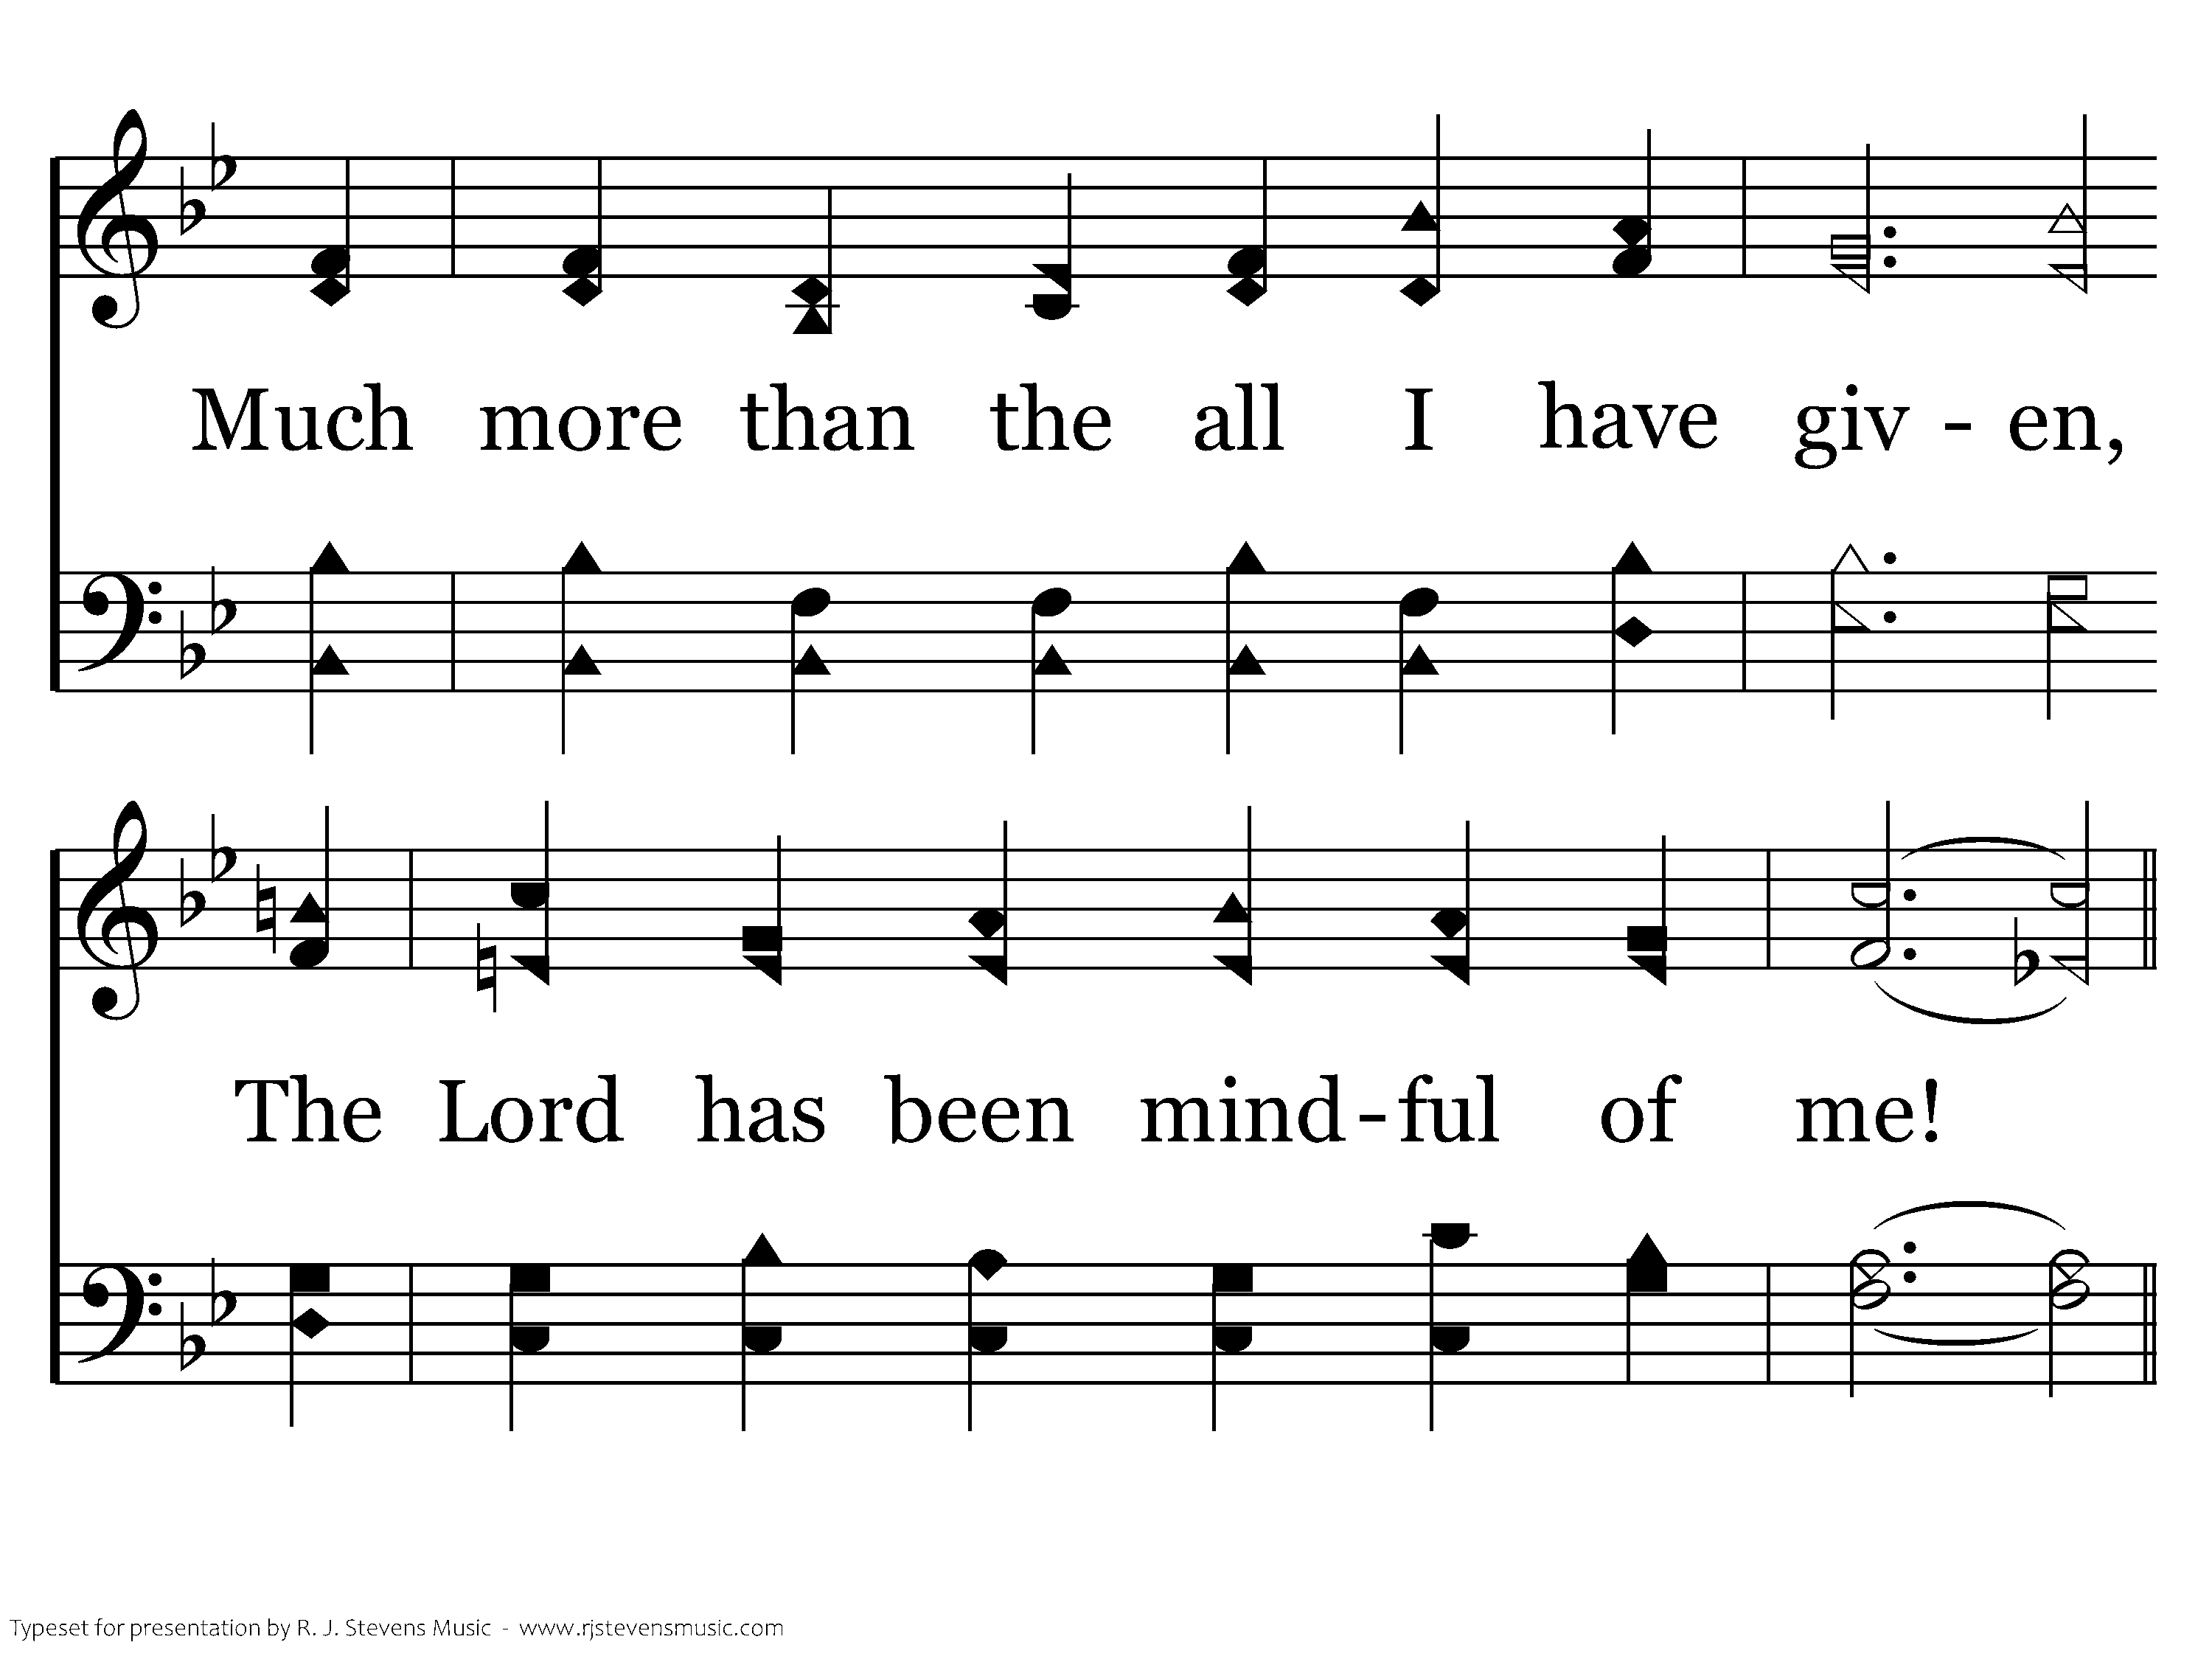 Much more than the all I have giv - en,
The Lord has been mind - ful of me!
Typeset for presentation by R. J. Stevens Music - www.rjstevensmusic.com